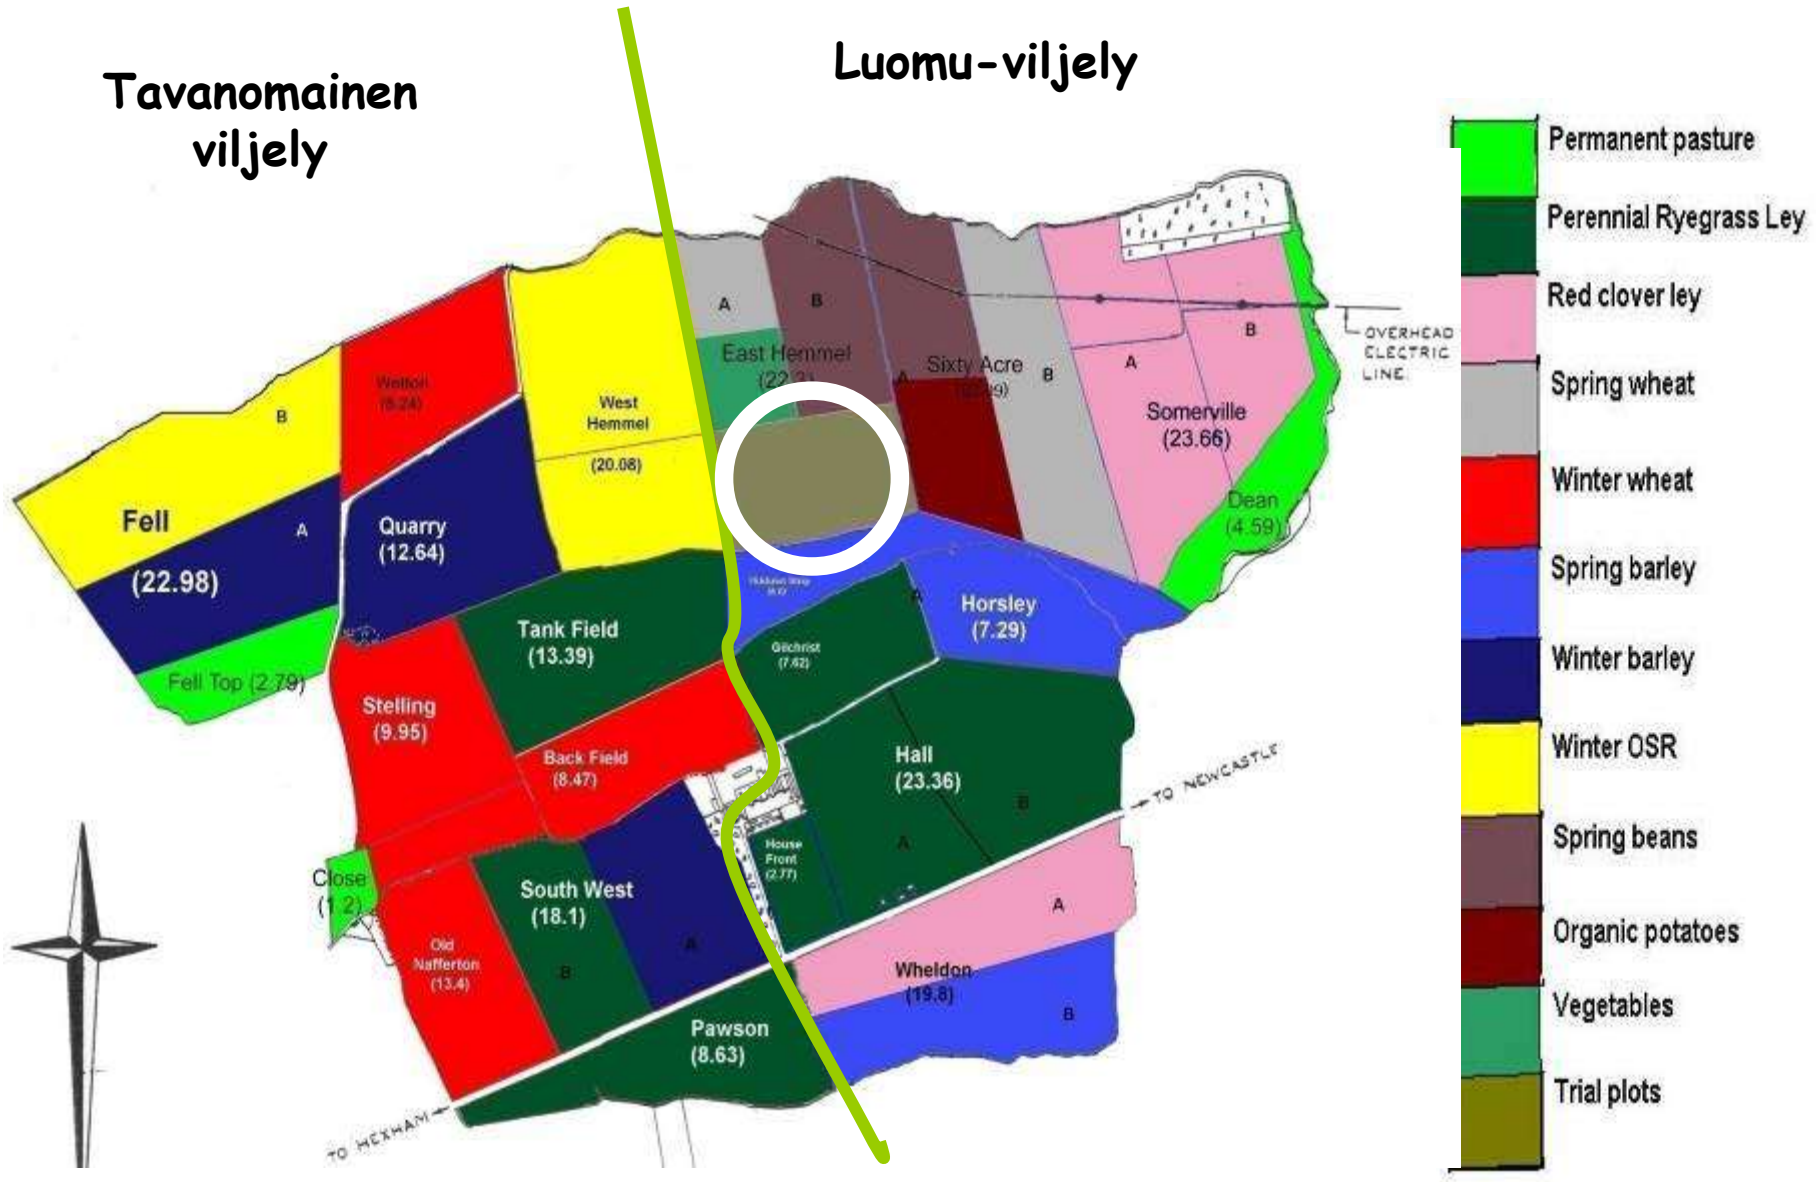 Tavanomainen
viljely
Luomu-viljely
Permanent pasture
Perennial Ryegrass Ley
Red clover ley
Spring wheat
Winter wheat
Spring barley
Winter barley
Winter OSR
Spring beans
Organic potatoes
Vegetables
Trial plots
OVERHEAD
ELECTRIC
LINE.
A
B
East Hemmel
A
Sixty Acre
B
A
B
Somerville
(23.66)
Dean
(4.59)
West
Hemmel
(20.08)
B
Fell
A
(22.98)
Fell Top (2.79)
Quarry
(12.64)
Tank Field
(13.39)
A
Horsley
(7.29)
Gilchrist
(7.62)
Stelling
(9.95)
Back Field
(8.47)
Hall
(23.36)
B
A
TO NEWCASTLE
House
Front
(2.77)
Close
(1.2)
South West
(18.1)
B
A
Old
Nafferton
(13.4)
A
Wheldon
(19.8)
B
Pawson
(8.63)
TO HEXHAM